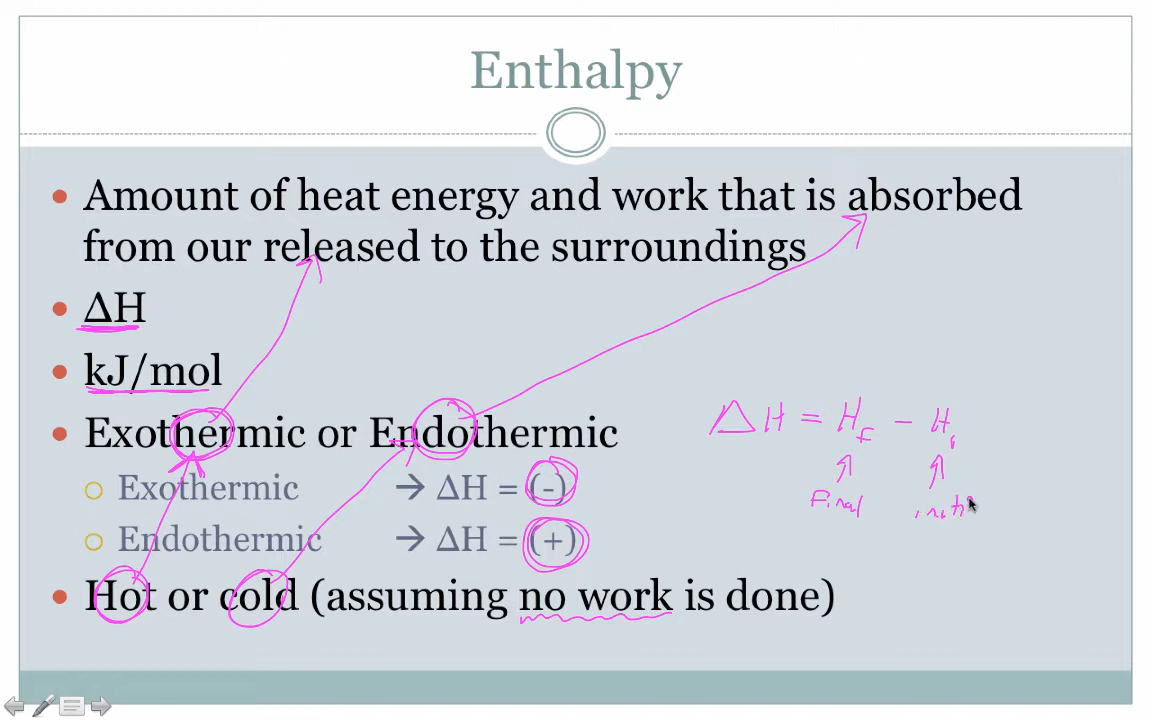 Enthalpy
• Amount of heat energy and work that is absorbed
from our released to the surroundings
• ΔH
• kJ/mol
• Exothermic or Endothermic
○ Exothermic → ΔH = (-)
○ Endothermic → ΔH = (+)
• Hot or cold (assuming no work is done)
ΔH = Hf - Hi
Final